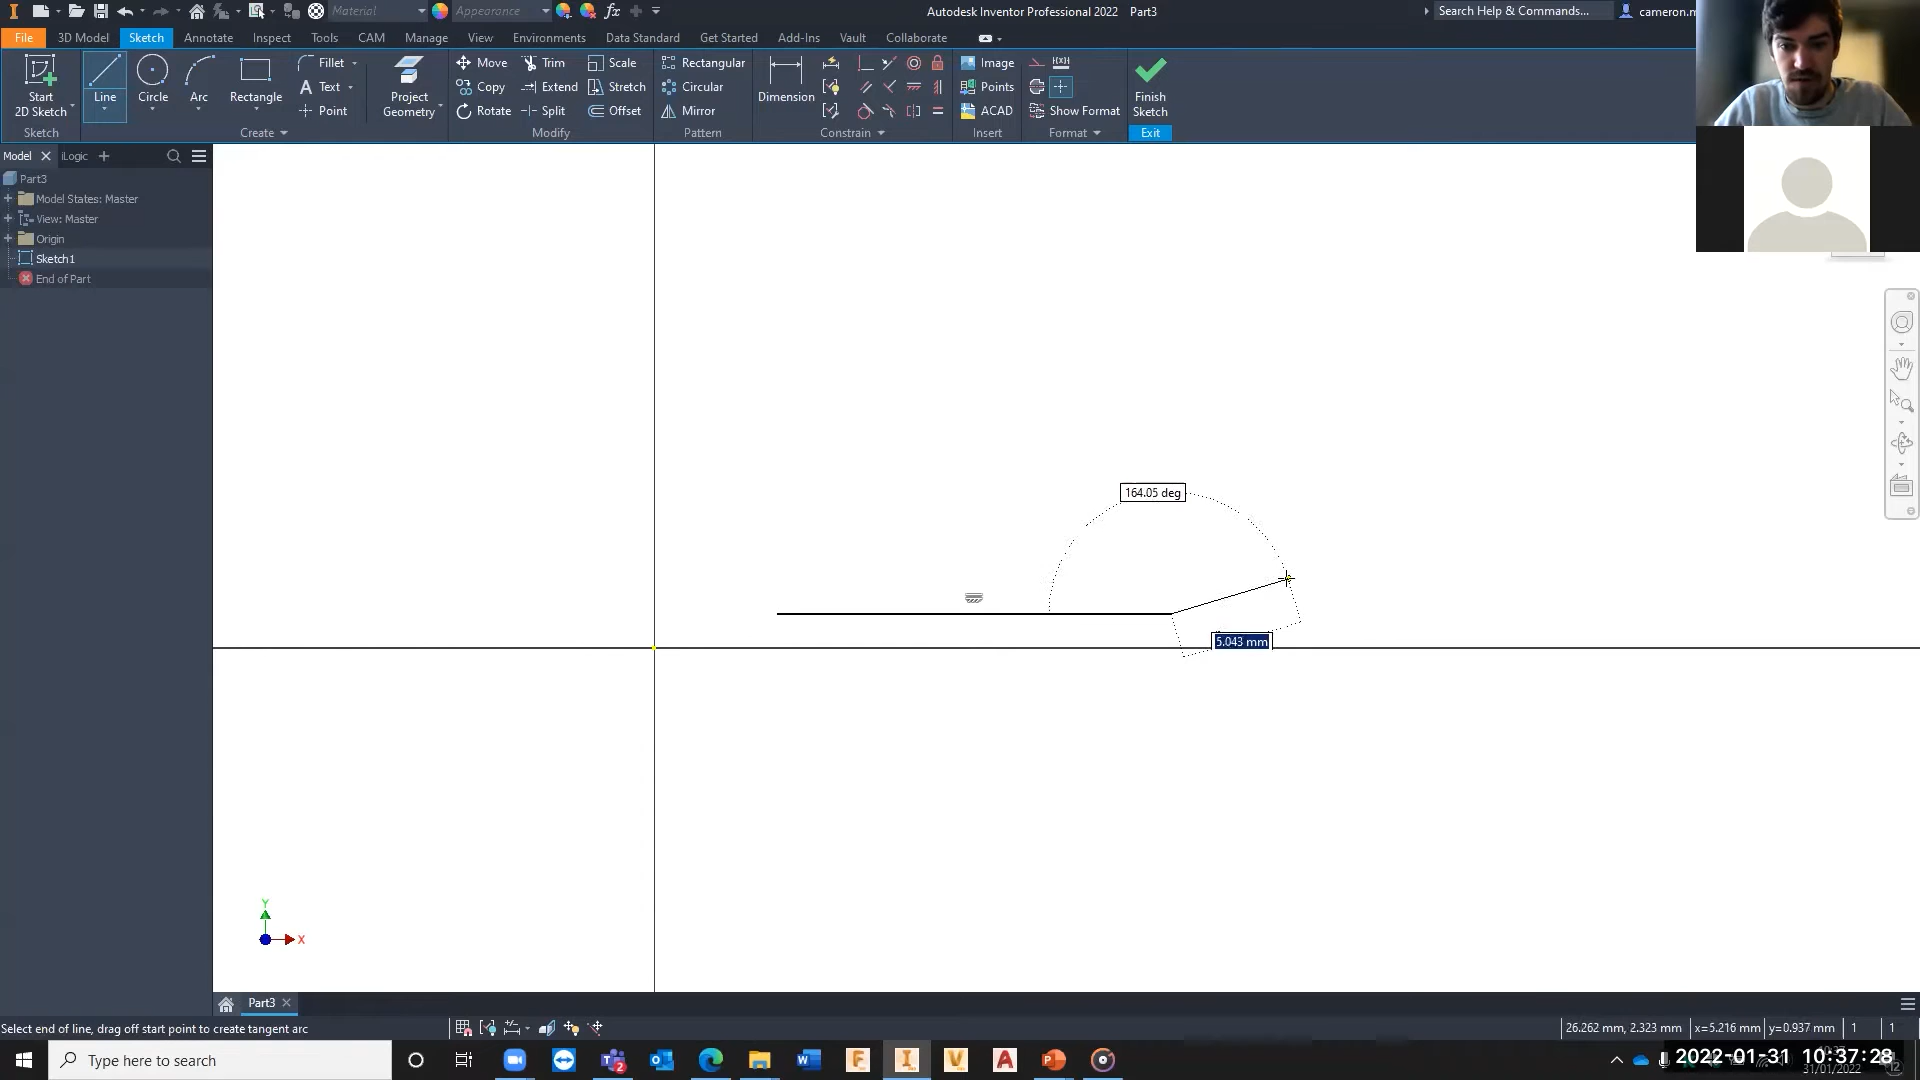 Material Appearance fx Autodesk Inventor Professional 2022 Part3 Search Help & Commands... cameron.m
File 3D Model Sketch Annotate Inspect Tools CAM Manage View Environments Data Standard Get Started Add-Ins Vault Collaborate
Start 2D Sketch Line Circle Arc Rectangle Fillet Text Point Project Geometry
Move Copy Rotate Trim Extend Split Scale Stretch Offset
Rectangular Circular Mirror
Dimension
Image Points ACAD
Show Format
Finish Sketch
Sketch Create Modify Pattern Constrain Insert Format Exit
Model iLogic
Part3
Model States: Master
View: Master
Origin
Sketch1
End of Part
164.05 deg
5.043 mm
Y
X
Part3
Select end of line, drag off start point to create tangent arc
26.262 mm, 2.323 mm x=5.216 mm y=0.937 mm 1 1
Type here to search
2022-01-31 10:37:28
31/01/2022